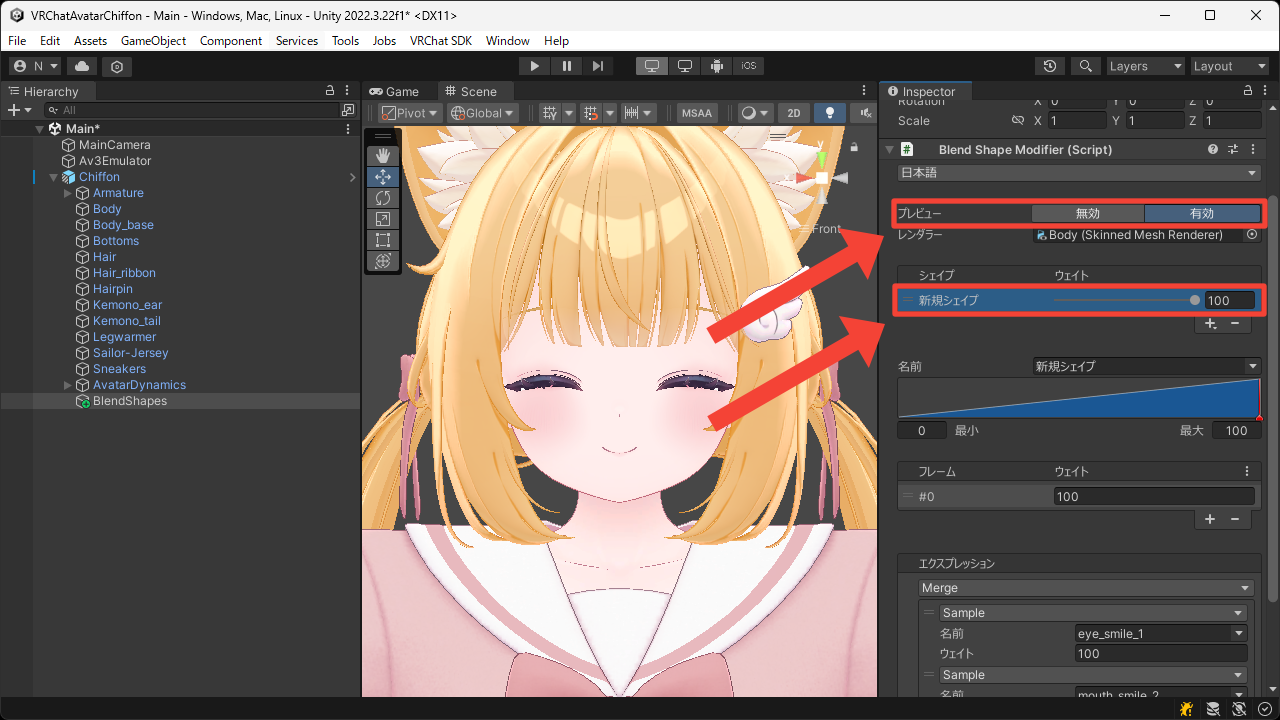 VRChatAvatarChiffon - Main - Windows, Mac, Linux - Unity 2022.3.22f1* <DX11>
File Edit Assets GameObject Component Services Tools Jobs VRChat SDK Window Help
N iOS Layers Layout
Hierarchy
All
Main*
MainCamera
Av3Emulator
Chiffon
Armature
Body
Body_base
Bottoms
Hair
Hair_ribbon
Hairpin
Kemono_ear
Kemono_tail
Legwarmer
Sailor-Jersey
Sneakers
AvatarDynamics
BlendShapes
Game Scene
Pivot Global MSAA 2D
y
x
Front
Inspector
Rotation X 0 Y 0 Z 0
Scale X 1 Y 1 Z 1
# Blend Shape Modifier (Script)
日本語
プレビュー 無効 有効
レンダラー Body (Skinned Mesh Renderer)
シェイプ ウェイト
新規シェイプ 100
名前 新規シェイプ
0 最小 最大 100
フレーム ウェイト
#0 100
エクスプレッション
Merge
Sample
名前 eye_smile_1
ウェイト 100
Sample
名前 mouth_smile_2